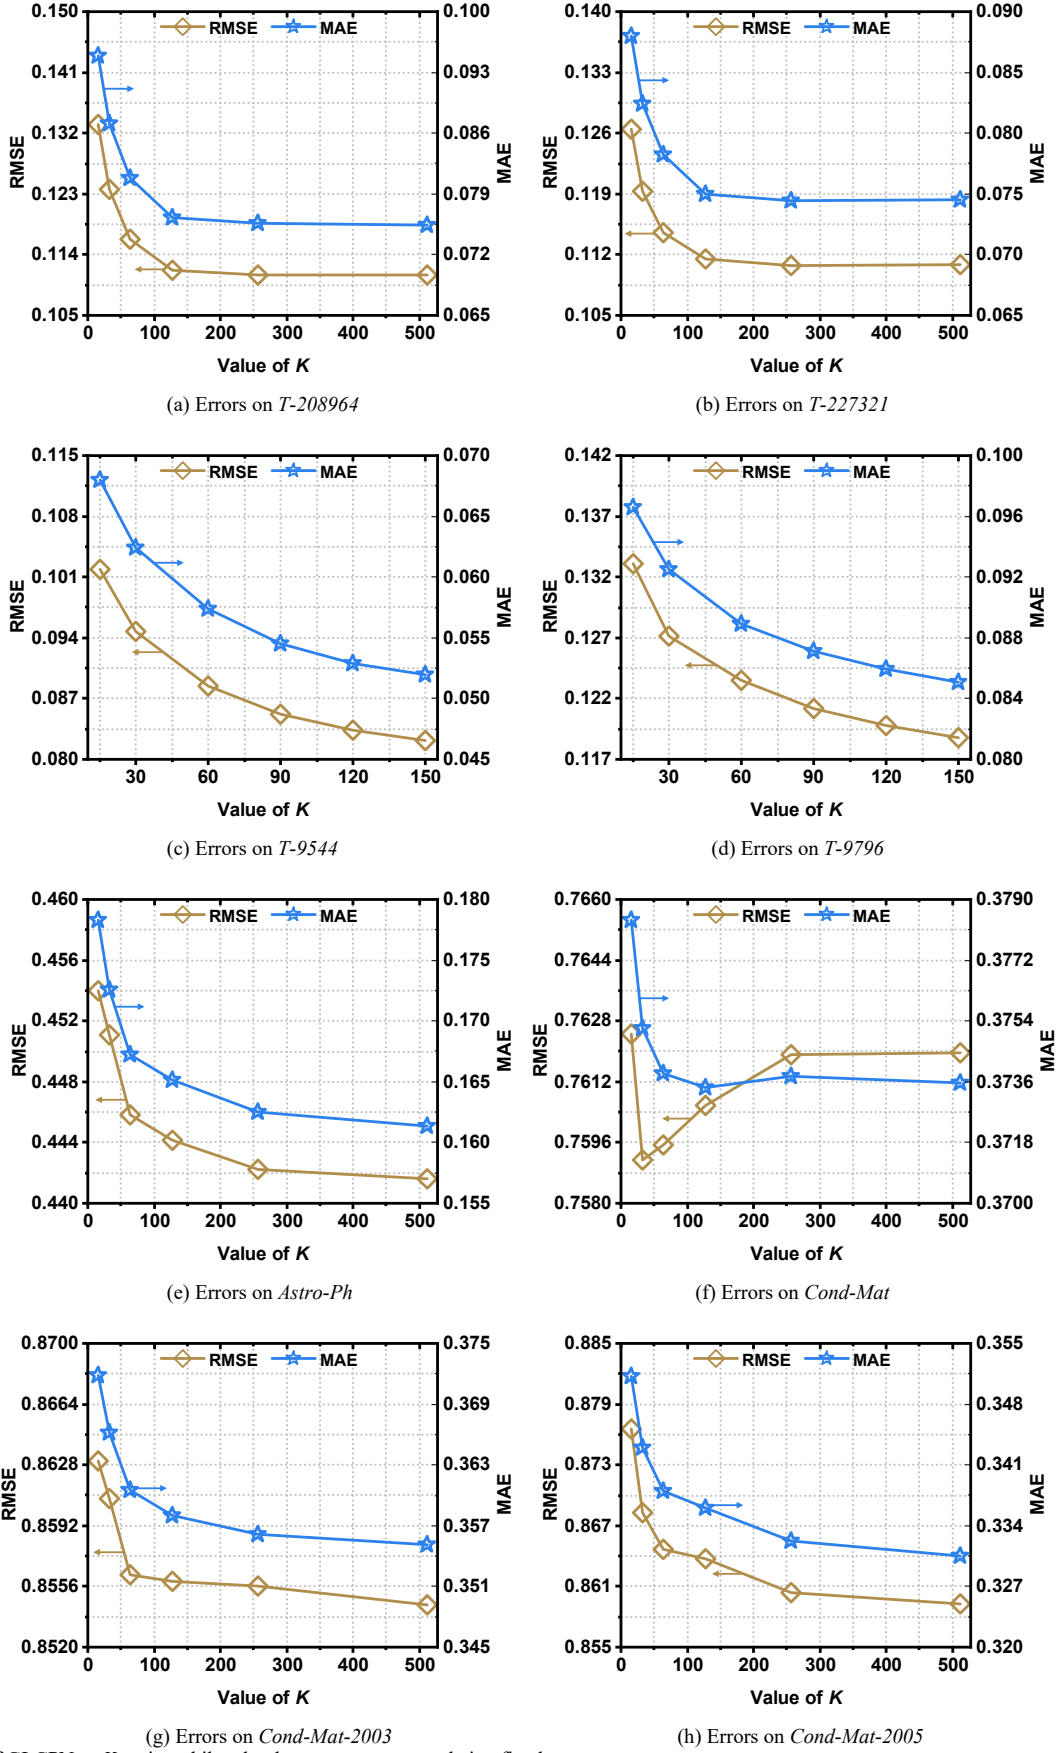 RMSE MAE
0.150 0.141 0.132 0.123 0.114 0.105
RMSE
0.100 0.093 0.086 0.079 0.072 0.065
MAE
0 100 200 300 400 500
Value of K
(a) Errors on T-208964
RMSE MAE
0.140 0.133 0.126 0.119 0.112 0.105
RMSE
0.090 0.085 0.080 0.075 0.070 0.065
MAE
0 100 200 300 400 500
Value of K
(b) Errors on T-227321
RMSE MAE
0.115 0.108 0.101 0.094 0.087 0.080
RMSE
0.070 0.065 0.060 0.055 0.050 0.045
MAE
30 60 90 120 150
Value of K
(c) Errors on T-9544
RMSE MAE
0.142 0.137 0.132 0.127 0.122 0.117
RMSE
0.100 0.096 0.092 0.088 0.084 0.080
MAE
30 60 90 120 150
Value of K
(d) Errors on T-9796
RMSE MAE
0.460 0.456 0.452 0.448 0.444 0.440
RMSE
0.180 0.175 0.170 0.165 0.160 0.155
MAE
0 100 200 300 400 500
Value of K
(e) Errors on Astro-Ph
RMSE MAE
0.7660 0.7644 0.7628 0.7612 0.7596 0.7580
RMSE
0.3790 0.3772 0.3754 0.3736 0.3718 0.3700
MAE
0 100 200 300 400 500
Value of K
(f) Errors on Cond-Mat
RMSE MAE
0.8700 0.8664 0.8628 0.8592 0.8556 0.8520
RMSE
0.375 0.369 0.363 0.357 0.351 0.345
MAE
0 100 200 300 400 500
Value of K
(g) Errors on Cond-Mat-2003
RMSE MAE
0.885 0.879 0.873 0.867 0.861 0.855
RMSE
0.355 0.348 0.341 0.334 0.327 0.320
MAE
0 100 200 300 400 500
Value of K
(h) Errors on Cond-Mat-2005